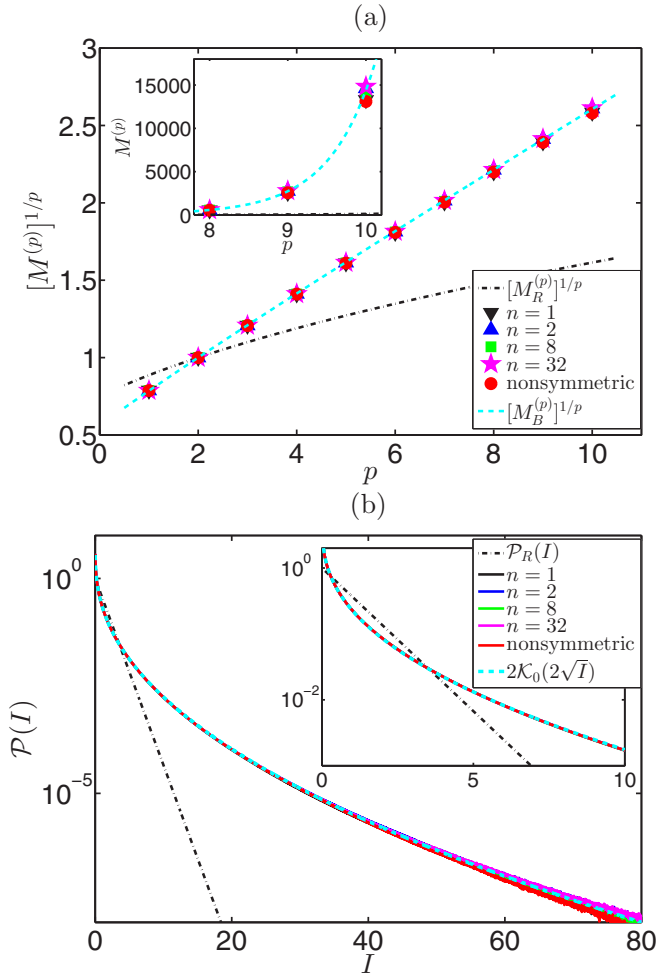 (a)
3
2.5
2
1.5
1
0.5
[M^{(p)}]^{1/p}
0 2 4 6 8 10
p
15000
10000
5000
0
M^{(p)}
8 9 10
p
[M_R^{(p)}]^{1/p}
n = 1
n = 2
n = 8
n = 32
nonsymmetric
[M_B^{(p)}]^{1/p}
(b)
10^0
10^{-5}
P(I)
0 20 40 60 80
I
10^0
10^{-2}
0 5 10
P_R(I)
n = 1
n = 2
n = 8
n = 32
nonsymmetric
2K_0(2√I)